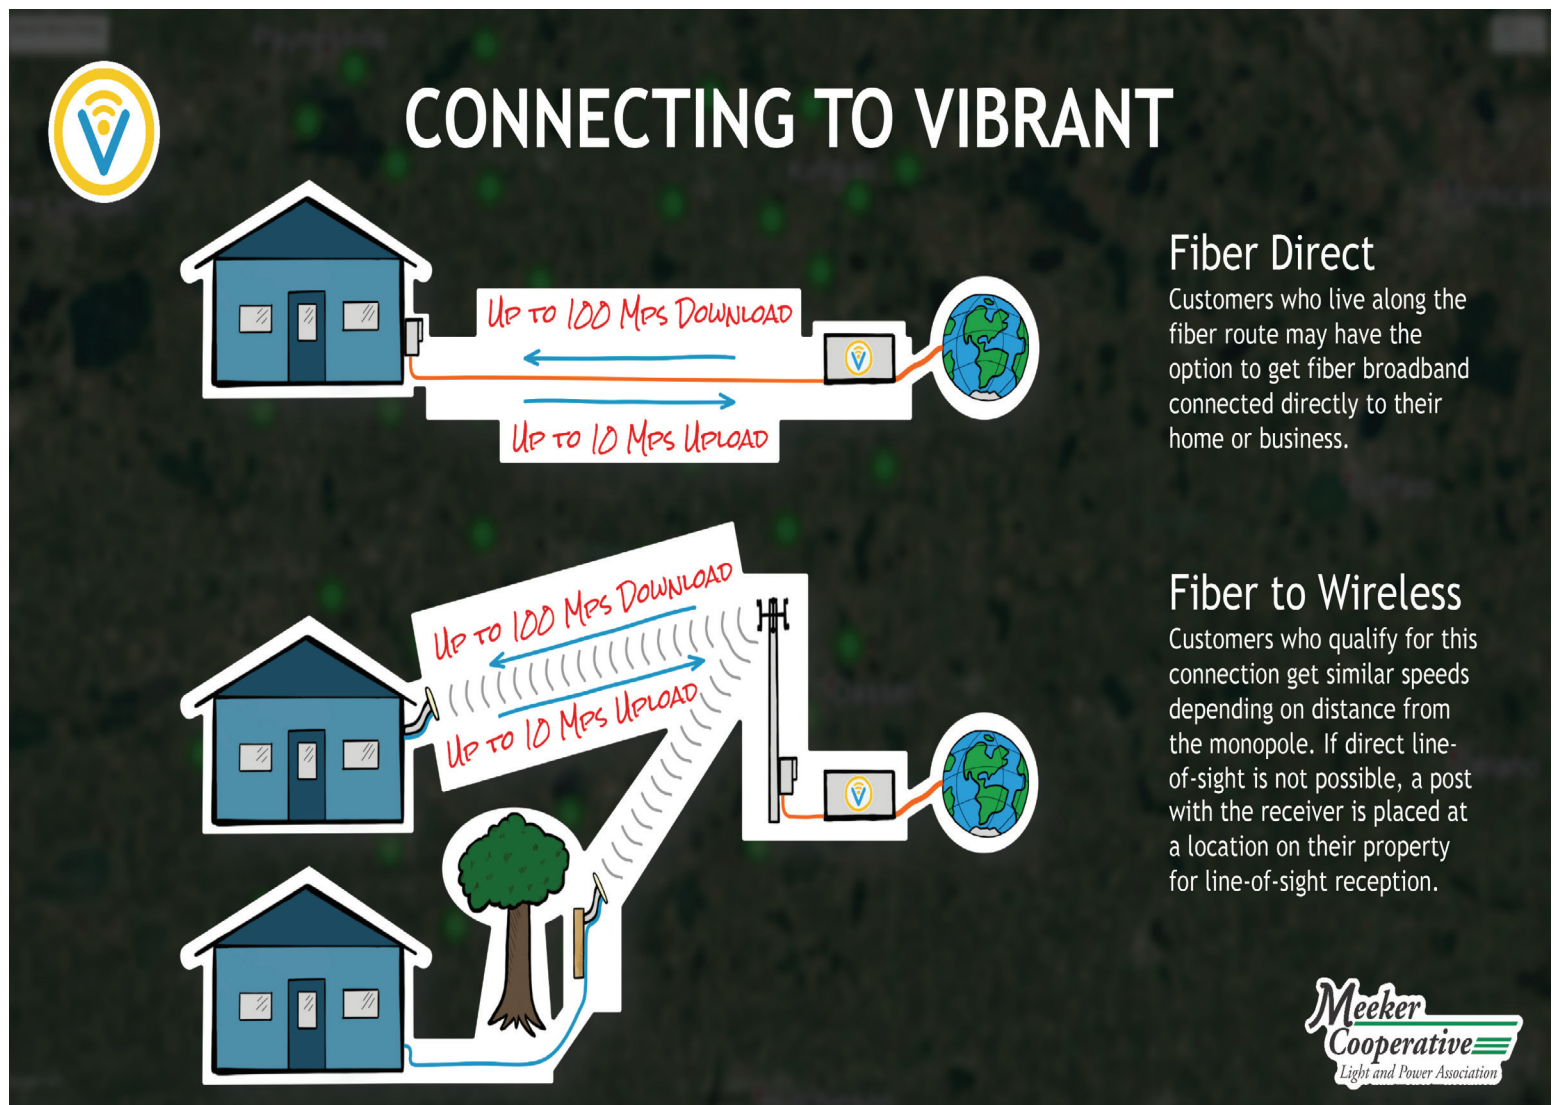 CONNECTING TO VIBRANT
UP TO 100 MPS DOWNLOAD
UP TO 10 MPS UPLOAD
Fiber Direct
Customers who live along the
fiber route may have the
option to get fiber broadband
connected directly to their
home or business.
UP TO 100 MPS DOWNLOAD
UP TO 10 MPS UPLOAD
Fiber to Wireless
Customers who qualify for this
connection get similar speeds
depending on distance from
the monopole. If direct line-
of-sight is not possible, a post
with the receiver is placed at
a location on their property
for line-of-sight reception.
Meeker
Cooperative
Light and Power Association